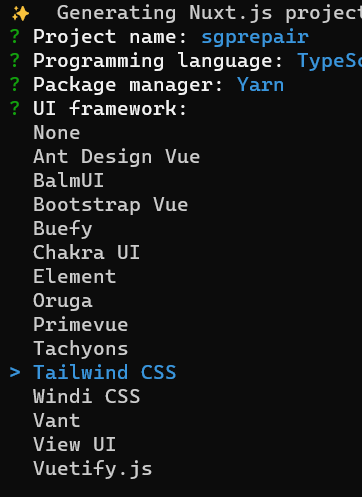 ✨ Generating Nuxt.js project
? Project name: sgprepair
? Programming language: TypeSc
? Package manager: Yarn
? UI framework:
None
Ant Design Vue
BalmUI
Bootstrap Vue
Buefy
Chakra UI
Element
Oruga
Primevue
Tachyons
> Tailwind CSS
Windi CSS
Vant
View UI
Vuetify.js